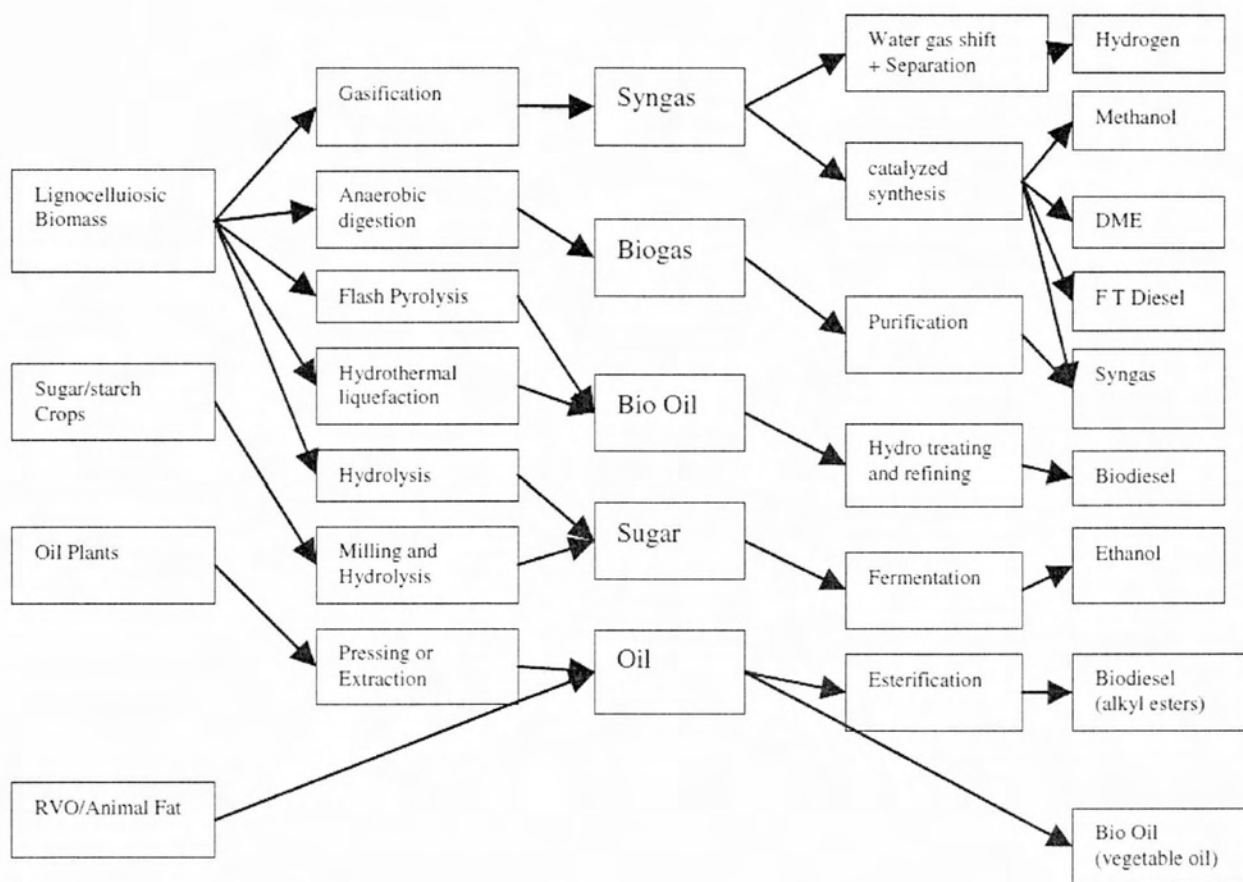 Lignocelluiosic
Biomass
Sugar/starch
Crops
Oil Plants
RVO/Animal Fat
Gasification
Anaerobic
digestion
Flash Pyrolysis
Hydrothermal
liquefaction
Hydrolysis
Milling and
Hydrolysis
Pressing or
Extraction
Syngas
Biogas
Bio Oil
Sugar
Oil
Water gas shift
+ Separation
catalyzed
synthesis
Purification
Hydro treating
and refining
Fermentation
Esterification
Hydrogen
Methanol
DME
F T Diesel
Syngas
Biodiesel
Ethanol
Biodiesel
(alkyl esters)
Bio Oil
(vegetable oil)